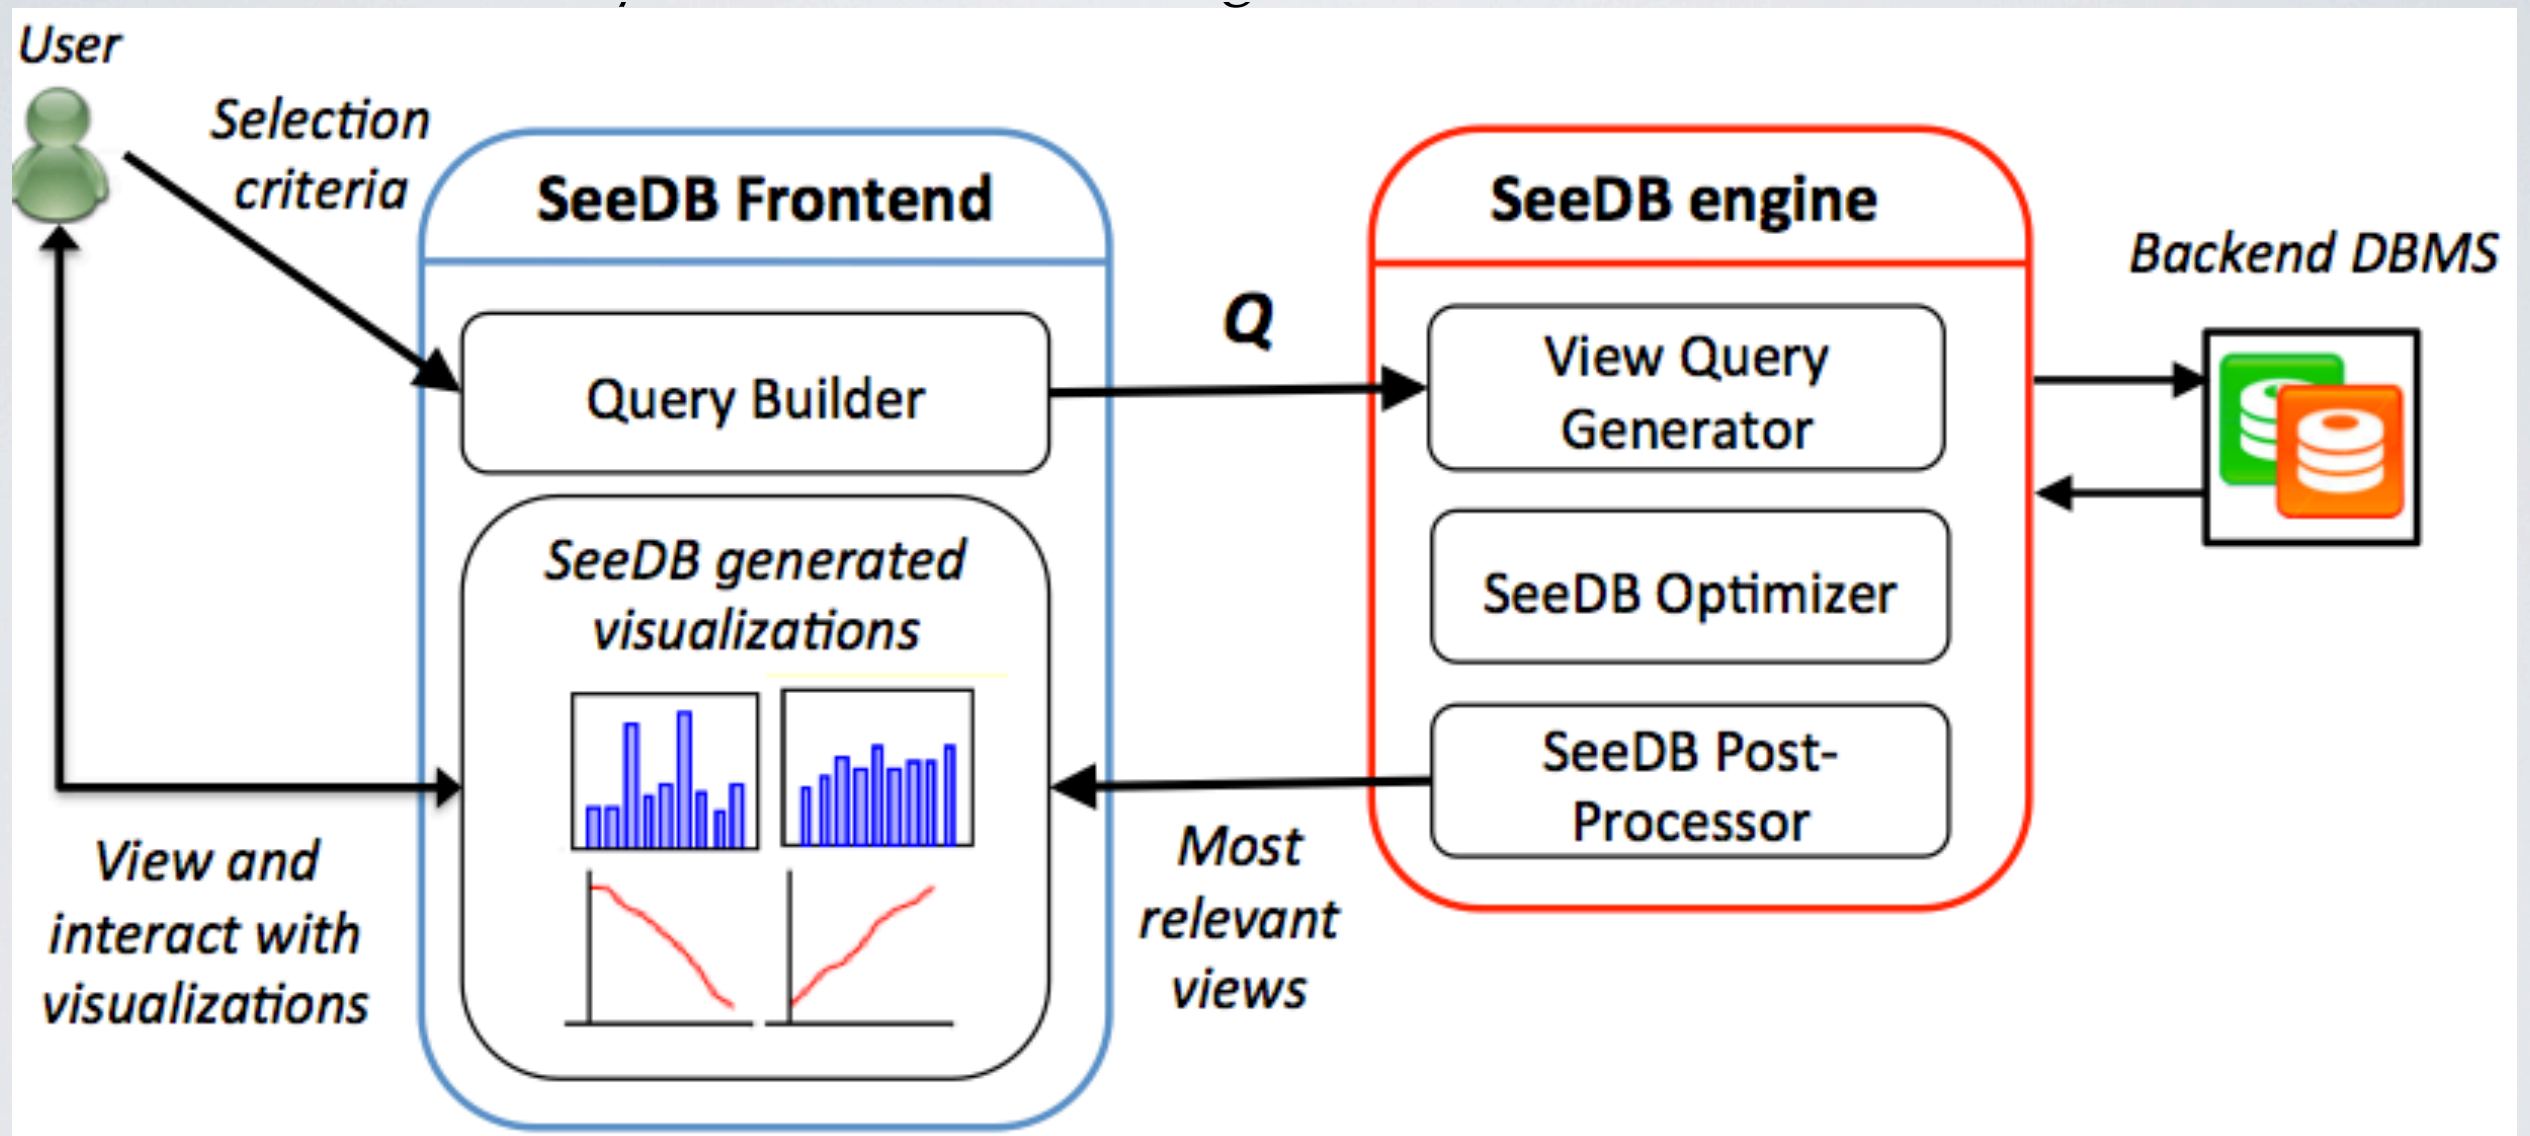 User
Selection
criteria
SeeDB Frontend
Query Builder
SeeDB generated
visualizations
View and
interact with
visualizations
Q
Most
relevant
views
SeeDB engine
View Query
Generator
SeeDB Optimizer
SeeDB Post-
Processor
Backend DBMS